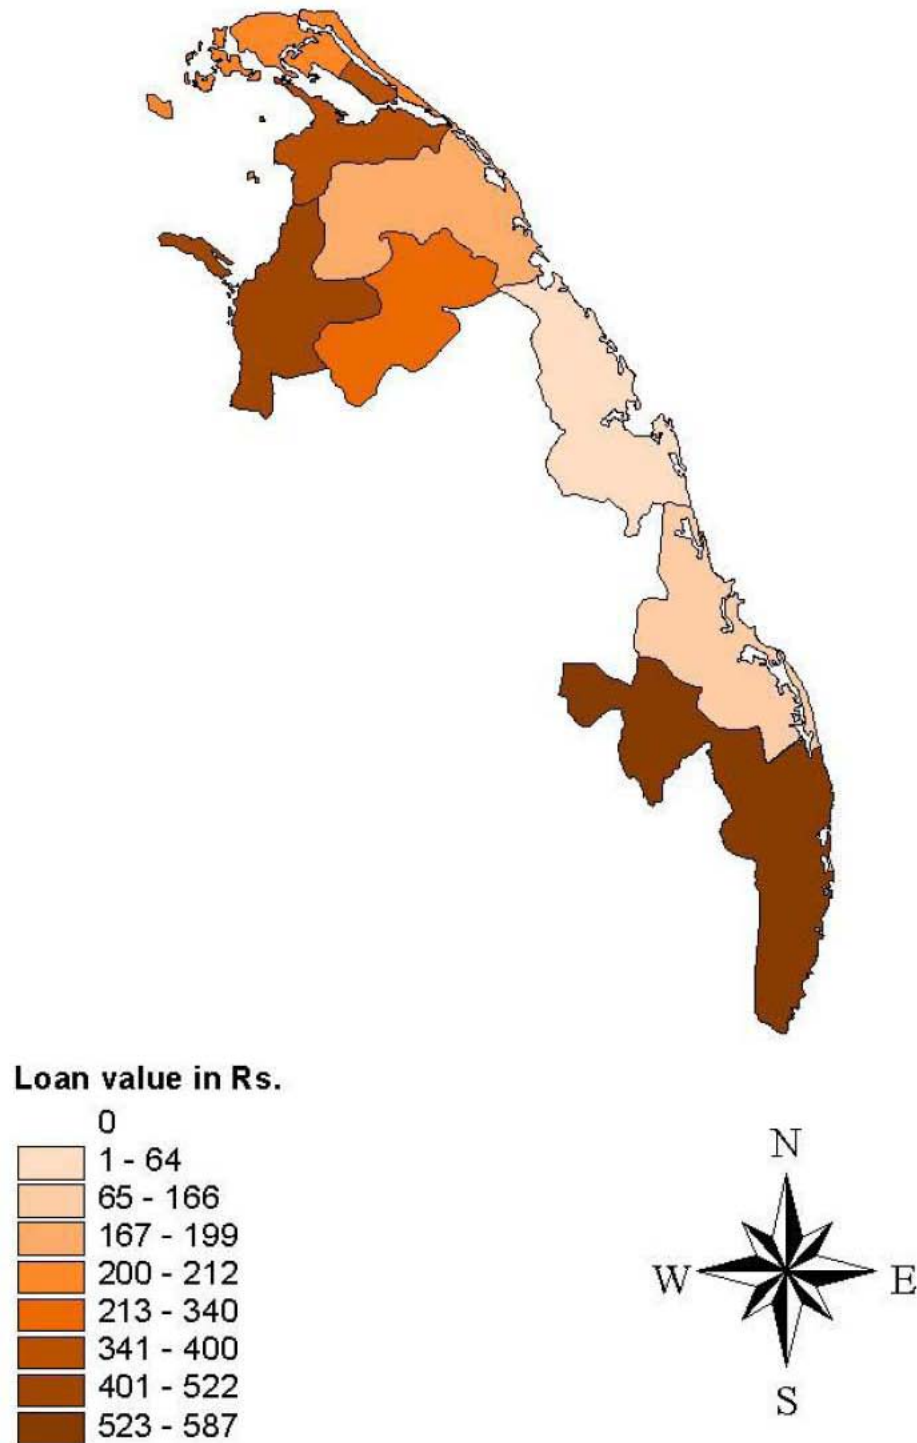 Loan value in Rs.
0
1 - 64
65 - 166
167 - 199
200 - 212
213 - 340
341 - 400
401 - 522
523 - 587
N
W E
S